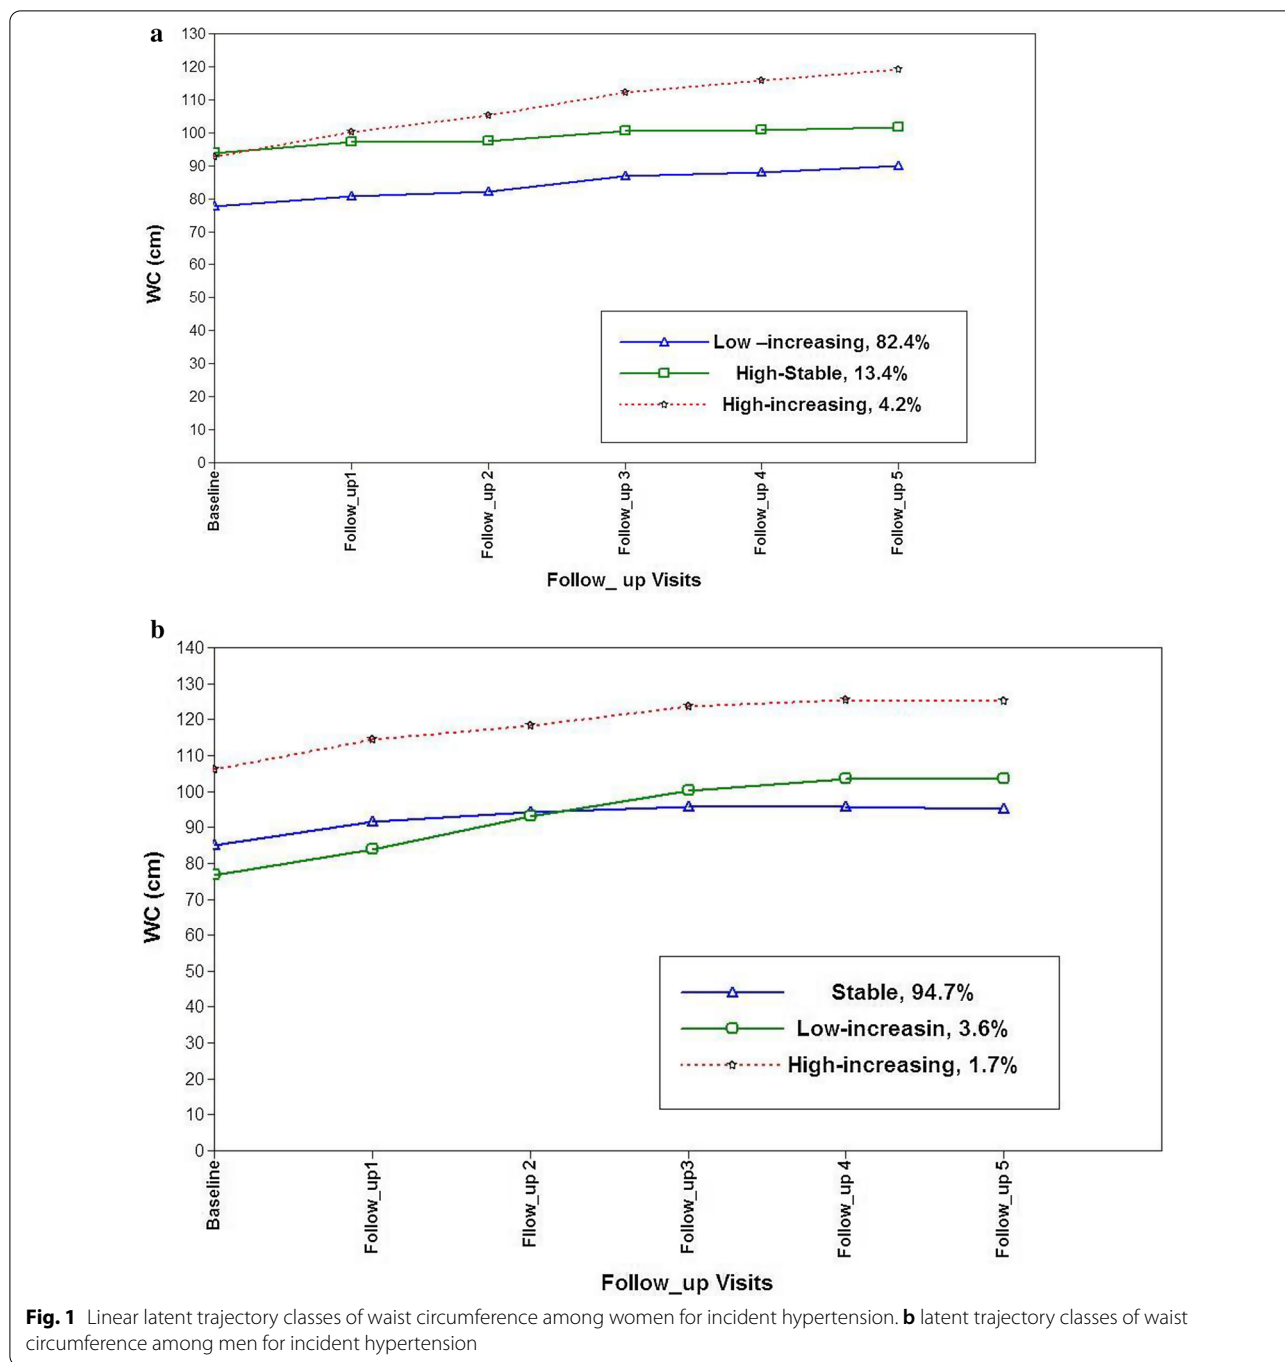 a
130
120
110
100
90
80
70
60
50
40
30
20
10
0
WC (cm)
Low –increasing, 82.4%
High-Stable, 13.4%
High-increasing, 4.2%
Baseline
Follow_up1
Follow_up 2
Follow_up 3
Follow_up 4
Follow_up 5
Follow_ up Visits
b
140
130
120
110
100
90
80
70
60
50
40
30
20
10
0
WC (cm)
Stable, 94.7%
Low-increasin, 3.6%
High-increasing, 1.7%
Baseline
Follow_up1
Fllow_up 2
Follow_up3
Follow_up 4
Follow_up 5
Follow_up Visits
Fig. 1 Linear latent trajectory classes of waist circumference among women for incident hypertension. b latent trajectory classes of waist
circumference among men for incident hypertension